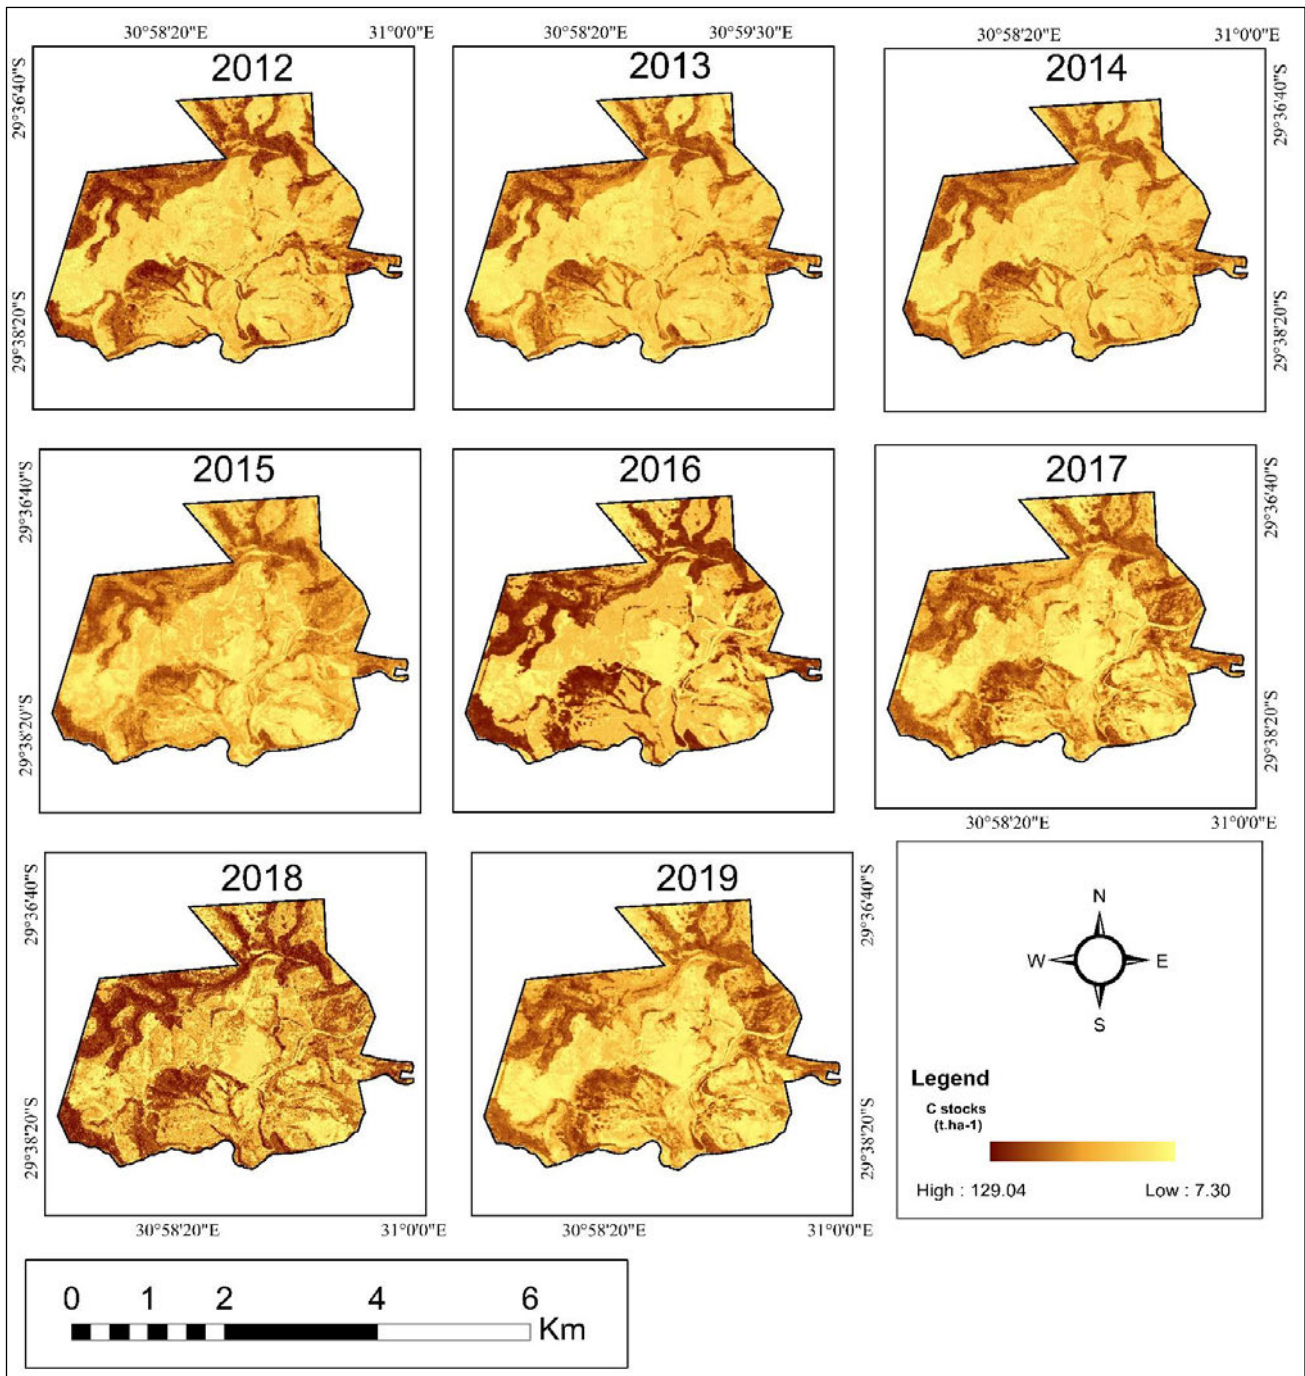 30°58'20"E 31°0'0"E 30°58'20"E 30°59'30"E 30°58'20"E 31°0'0"E
2012 2013 2014
29°36'40"S 29°36'40"S
29°38'20"S 29°38'20"S
2015 2016 2017
29°36'40"S 29°36'40"S
29°38'20"S 29°38'20"S
30°58'20"E 31°0'0"E
2018 2019
29°36'40"S 29°36'40"S
29°38'20"S 29°38'20"S
30°58'20"E 31°0'0"E 30°58'20"E 31°0'0"E
N
W E
S
Legend
C stocks
(t.ha-1)
High : 129.04 Low : 7.30
0 1 2 4 6
Km